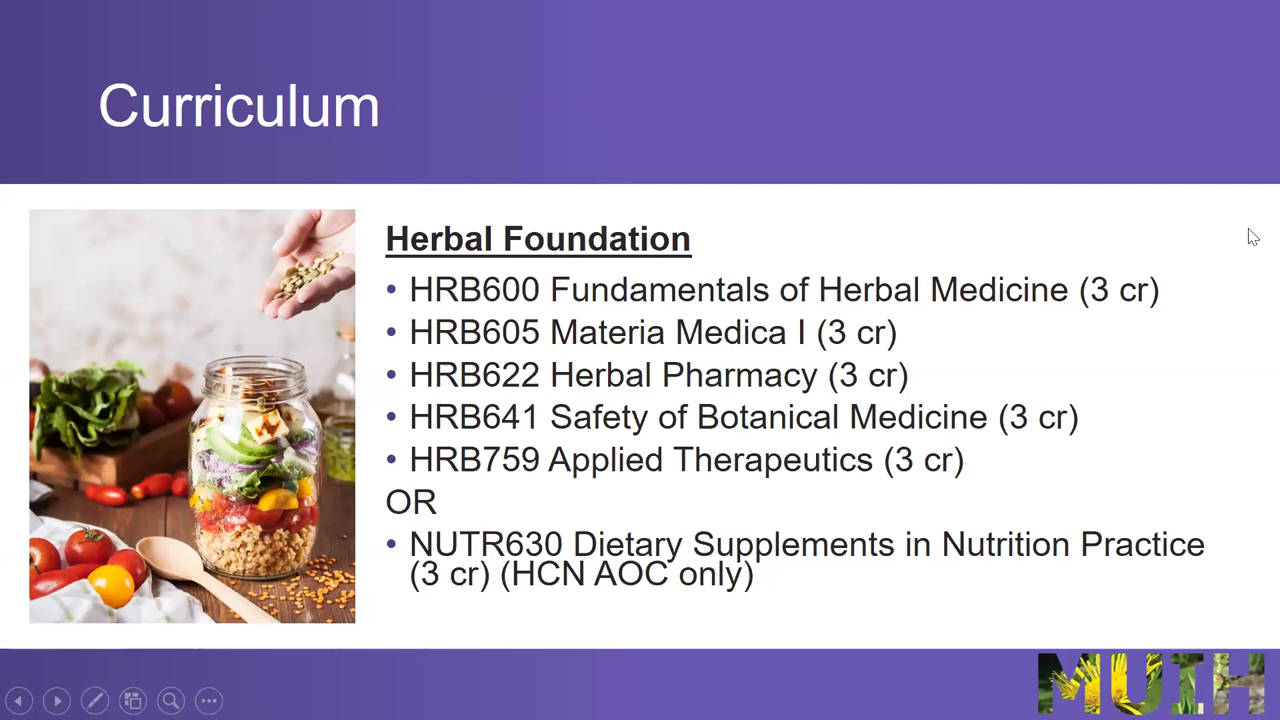 Curriculum
Herbal Foundation
• HRB600 Fundamentals of Herbal Medicine (3 cr)
• HRB605 Materia Medica I (3 cr)
• HRB622 Herbal Pharmacy (3 cr)
• HRB641 Safety of Botanical Medicine (3 cr)
• HRB759 Applied Therapeutics (3 cr)
OR
• NUTR630 Dietary Supplements in Nutrition Practice
(3 cr) (HCN AOC only)
MUIH